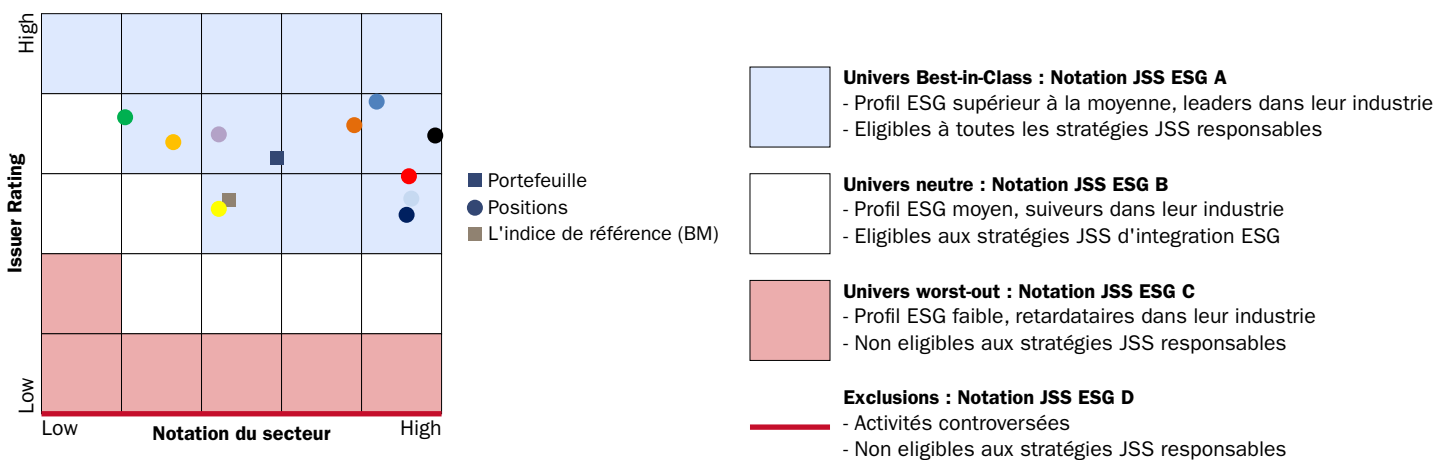 High
Issuer Rating
Low
Low
Notation du secteur
High
Portefeuille
Positions
L'indice de référence (BM)
Univers Best-in-Class : Notation JSS ESG A
- Profil ESG supérieur à la moyenne, leaders dans leur industrie
- Eligibles à toutes les stratégies JSS responsables
Univers neutre : Notation JSS ESG B
- Profil ESG moyen, suiveurs dans leur industrie
- Eligibles aux stratégies JSS d'integration ESG
Univers worst-out : Notation JSS ESG C
- Profil ESG faible, retardataires dans leur industrie
- Non eligibles aux stratégies JSS responsables
Exclusions : Notation JSS ESG D
- Activités controversées
- Non eligibles aux stratégies JSS responsables